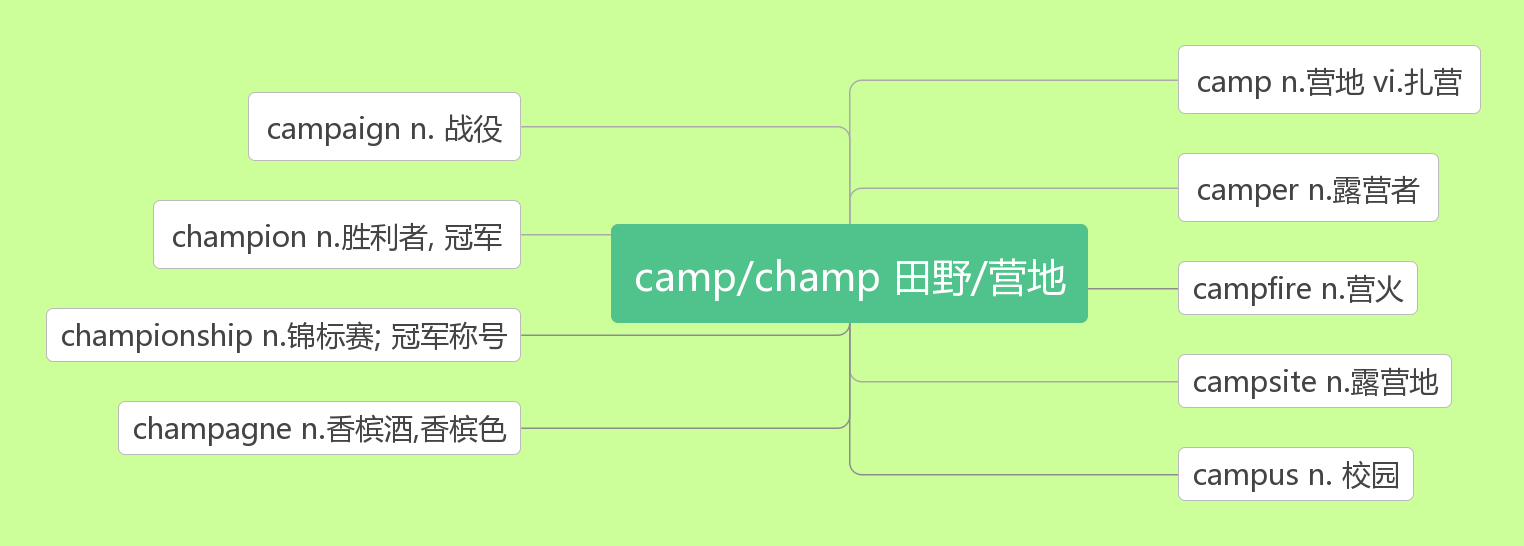 camp/champ 田野/营地
camp n.营地 vi.扎营
camper n.露营者
campfire n.营火
campsite n.露营地
campus n. 校园
campaign n. 战役
champion n.胜利者, 冠军
championship n.锦标赛; 冠军称号
champagne n.香槟酒,香槟色